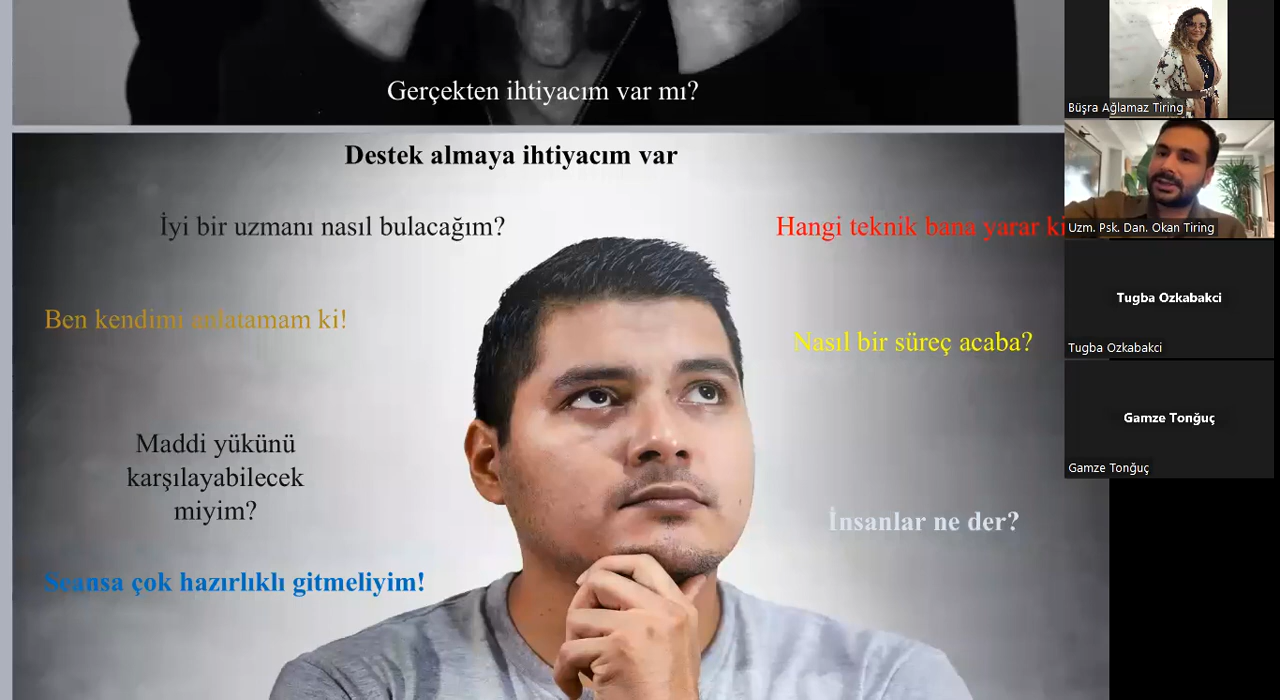 Gerçekten ihtiyacım var mı?
Destek almaya ihtiyacım var
İyi bir uzmanı nasıl bulacağım?
Hangi teknik bana yarar ki
Ben kendimi anlatamam ki!
Nasıl bir süreç acaba?
Maddi yükünü
karşılayabilecek
miyim?
İnsanlar ne der?
Seansa çok hazırlıklı gitmeliyim!
Büşra Ağlamaz Tiring
Uzm. Psk. Dan. Okan Tiring
Tugba Ozkabakci
Tugba Ozkabakci
Gamze Tonğuç
Gamze Tonğuç